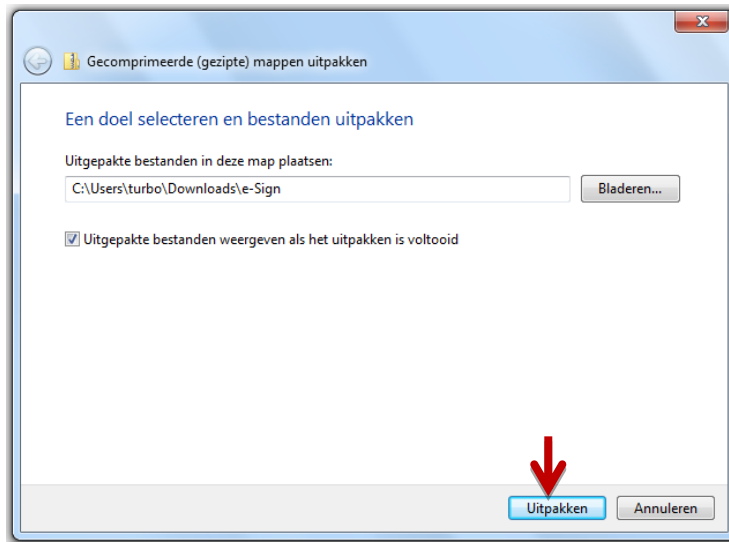 Gecomprimeerde (gezipte) mappen uitpakken
Een doel selecteren en bestanden uitpakken
Uitgepakte bestanden in deze map plaatsen:
C:\Users\turbo\Downloads\e-Sign
Bladeren...
Uitgepakte bestanden weergeven als het uitpakken is voltooid
Uitpakken
Annuleren